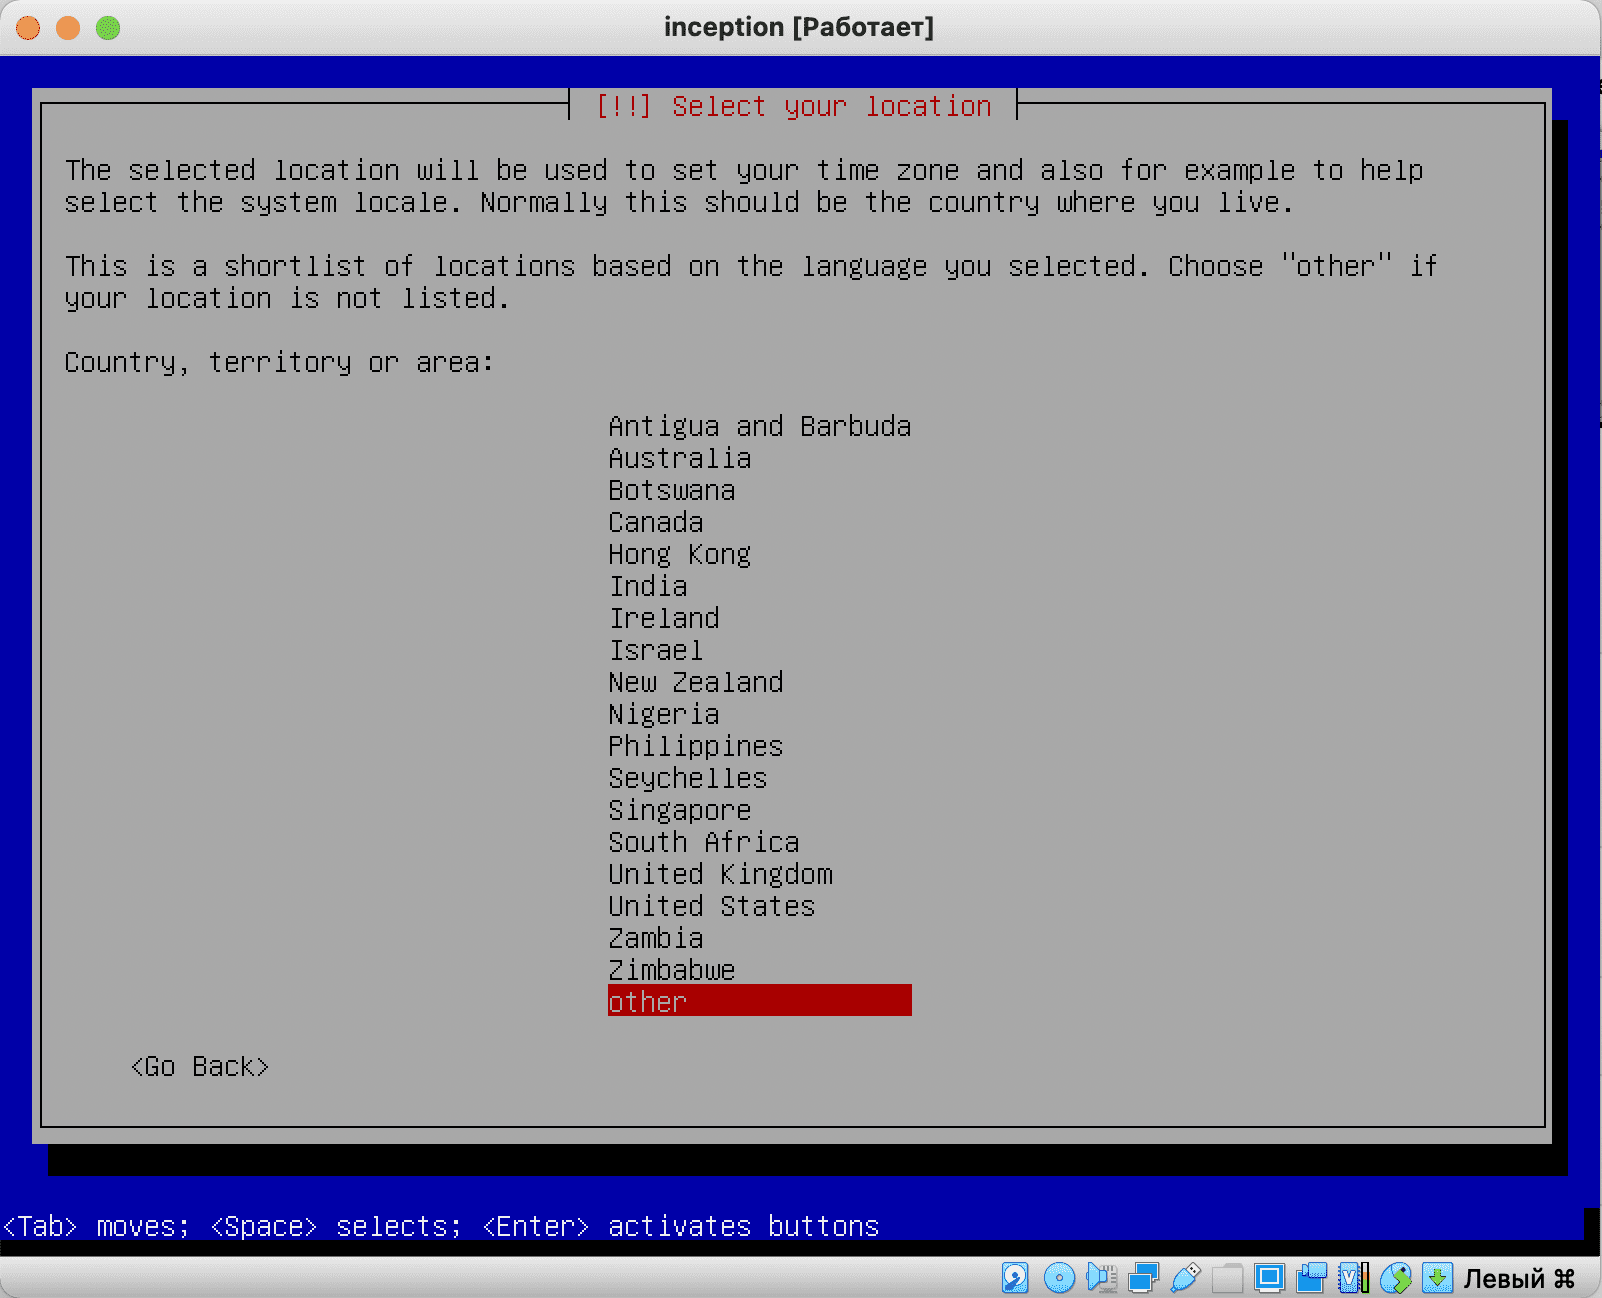 inception [Работает]
[!!] Select your location
The selected location will be used to set your time zone and also for example to help
select the system locale. Normally this should be the country where you live.
This is a shortlist of locations based on the language you selected. Choose "other" if
your location is not listed.
Country, territory or area:
Antigua and Barbuda
Australia
Botswana
Canada
Hong Kong
India
Ireland
Israel
New Zealand
Nigeria
Philippines
Seychelles
Singapore
South Africa
United Kingdom
United States
Zambia
Zimbabwe
other
<Go Back>
<Tab> moves; <Space> selects; <Enter> activates buttons
Левый ⌘